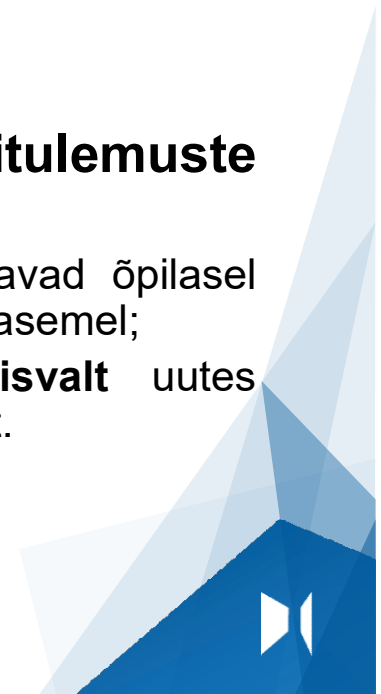 itulemuste
avad õpilasel
asemel;
isvalt uutes
.